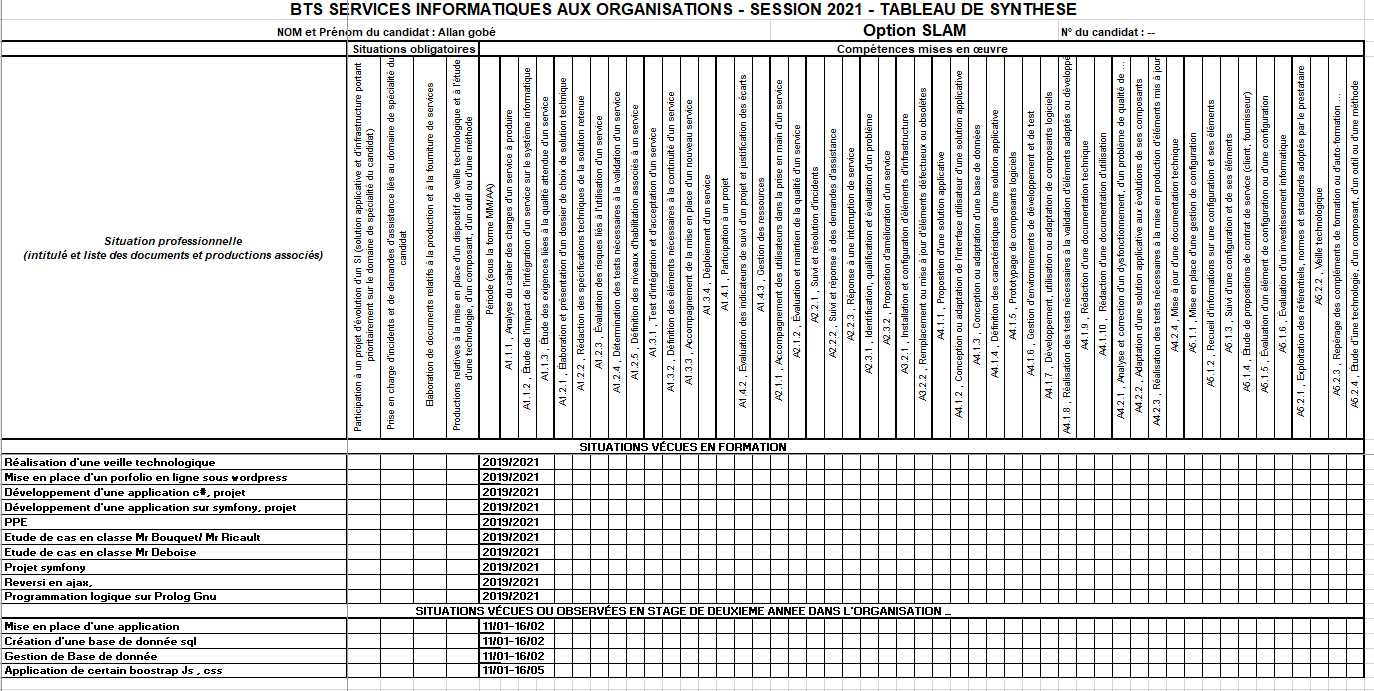 BTS SERVICES INFORMATIQUES AUX ORGANISATIONS - SESSION 2021 - TABLEAU DE SYNTHESE
NOM et Prénom du candidat : Allan gobé
Option SLAM
N° du candidat : --
Situations obligatoires
Compétences mises en œuvre
Situation professionnelle
(intitulé et liste des documents et productions associés)
Participation à un projet d'évolution d'un SI (solution applicative et d'infrastructure portant
prioritairement sur le domaine de spécialité du candidat)
Prise en charge d'incidents et de demandes d'assistance liés au domaine de spécialité du
candidat
Elaboration de documents relatifs à la production et à la fourniture de services
Productions relatives à la mise en place d'un dispositif de veille technologique et à l'étude
d'une technologie, d'un composant, d'un outil ou d'une méthode
Période (sous la forme MM/AA)
A1.1.1 , Analyse du cahier des charges d'un service à produire
A1.1.2 , Étude de l'impact de l'intégration d'un service sur le système informatique
A1.1.3 , Étude des exigences liées à la qualité attendue d'un service
A1.2.1 , Élaboration et présentation d'un dossier de choix de solution technique
A1.2.2 , Rédaction des spécifications techniques de la solution retenue
A1.2.3 , Évaluation des risques liés à l'utilisation d'un service
A1.2.4 , Détermination des tests nécessaires à la validation d'un service
A1.2.5 , Définition des niveaux d'habilitation associés à un service
A1.3.1 , Test d'intégration et d'acceptation d'un service
A1.3.2 , Définition des éléments nécessaires à la continuité d'un service
A1.3.3 , Accompagnement de la mise en place d'un nouveau service
A1.3.4 , Déploiement d'un service
A1.4.1 , Participation à un projet
A1.4.2 , Évaluation des indicateurs de suivi d'un projet et justification des écarts
A1.4.3 , Gestion des ressources
A2.1.1 , Accompagnement des utilisateurs dans la prise en main d'un service
A2.1.2 , Évaluation et maintien de la qualité d'un service
A2.2.1 , Suivi et résolution d'incidents
A2.2.2 , Suivi et réponse à des demandes d'assistance
A2.2.3 , Réponse à une interruption de service
A2.3.1 , Identification, qualification et évaluation d'un problème
A2.3.2 , Proposition d'amélioration d'un service
A3.2.1 , Installation et configuration d'éléments d'infrastructure
A3.2.2 , Remplacement ou mise à jour d'éléments défectueux ou obsolètes
A4.1.1 , Proposition d'une solution applicative
A4.1.2 , Conception ou adaptation de l'interface utilisateur d'une solution applicative
A4.1.3 , Conception ou adaptation d'une base de données
A4.1.4 , Définition des caractéristiques d'une solution applicative
A4.1.5 , Prototypage de composants logiciels
A4.1.6 , Gestion d'environnements de développement et de test
A4.1.7 , Développement, utilisation ou adaptation de composants logiciels
A4.1.8 , Réalisation des tests nécessaires à la validation d'éléments adaptés ou développé
A4.1.9 , Rédaction d'une documentation technique
A4.1.10 , Rédaction d'une documentation d'utilisation
A4.2.1 , Analyse et correction d'un dysfonctionnement, d'un problème de qualité de ...
A4.2.2 , Adaptation d'une solution applicative aux évolutions de ses composants
A4.2.3 , Réalisation des tests nécessaires à la mise en production d'éléments mis à jour
A4.2.4 , Mise à jour d'une documentation technique
A5.1.1 , Mise en place d'une gestion de configuration
A5.1.2 , Recueil d'informations sur une configuration et ses éléments
A5.1.3 , Suivi d'une configuration et de ses éléments
A5.1.4 , Étude de propositions de contrat de service (client, fournisseur)
A5.1.5 , Évaluation d'un élément de configuration ou d'une configuration
A5.1.6 , Évaluation d'un investissement informatique
A5.2.1 , Exploitation des référentiels, normes et standards adoptés par le prestataire
A5.2.2 , Veille technologique
A5.2.3 , Repérage des compléments de formation ou d'auto-formation ...
A5.2.4 , Étude d'une technologie, d'un composant, d'un outil ou d'une méthode
SITUATIONS VÉCUES EN FORMATION
Réalisation d'une veille technologique 2019/2021
Mise en place d'un porfolio en ligne sous wordpress 2019/2021
Développement d'une application c#, projet 2019/2021
Développement d'une application sur symfony, projet 2019/2021
PPE 2019/2021
Etude de cas en classe Mr Bouquet/ Mr Ricault 2019/2021
Etude de cas en classe Mr Deboise 2019/2021
Projet symfony 2019/2021
Reversi en ajax, 2019/2021
Programmation logique sur Prolog Gnu 2019/2021
SITUATIONS VÉCUES OU OBSERVÉES EN STAGE DE DEUXIEME ANNEE DANS L'ORGANISATION ...
Mise en place d'une application 11/01-16/02
Création d'une base de donnée sql 11/01-16/02
Gestion de Base de donnée 11/01-16/02
Application de certain boostrap Js , css 11/01-16/05